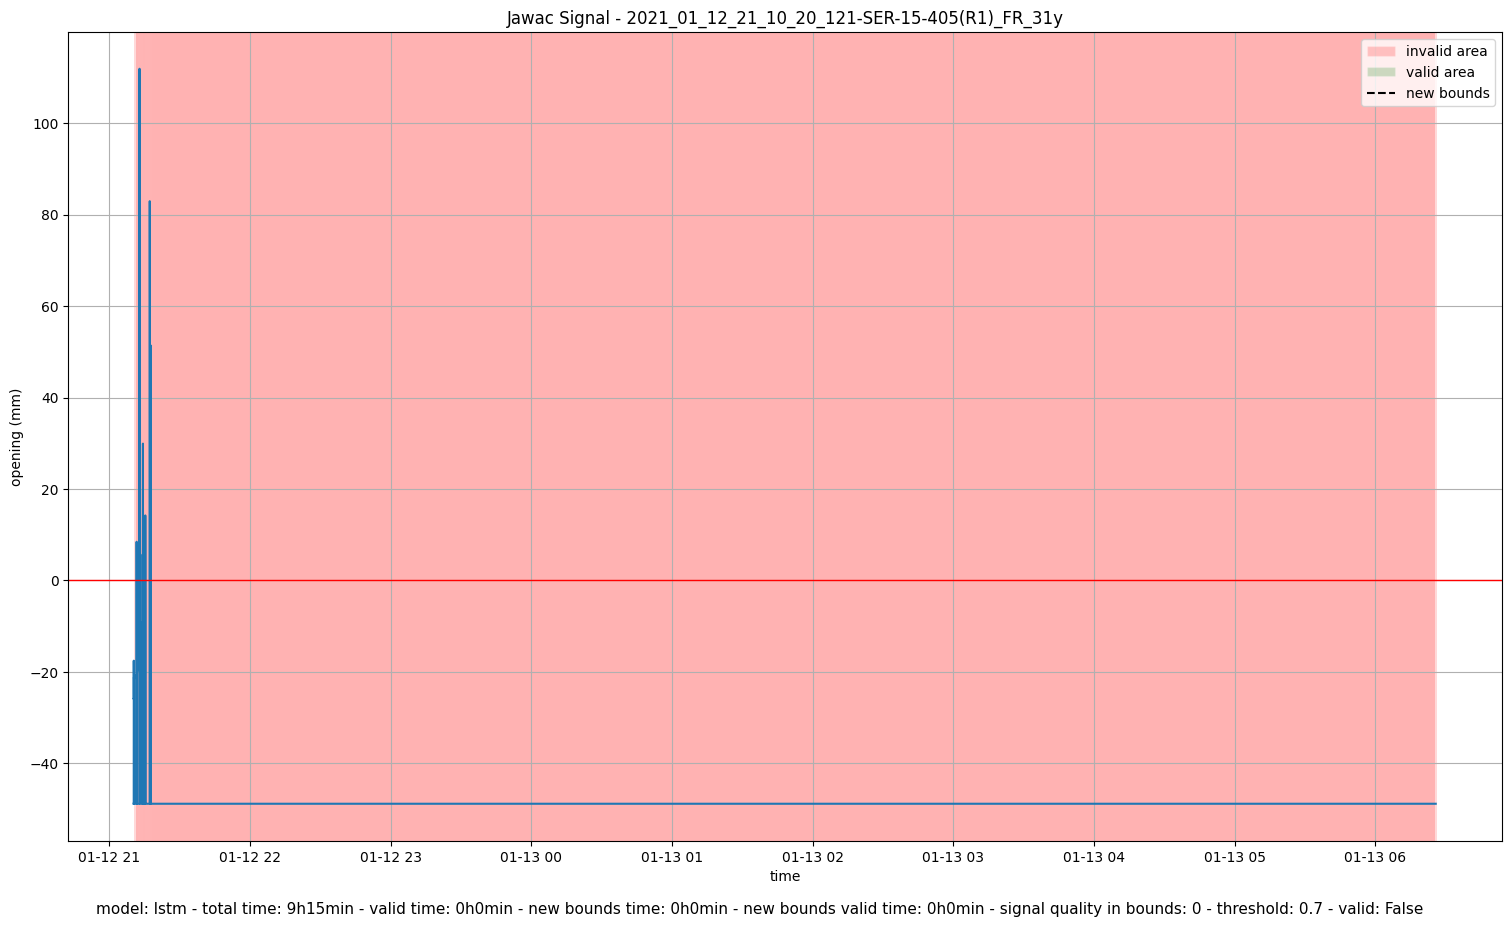 Jawac Signal - 2021_01_12_21_10_20_121-SER-15-405(R1)_FR_31y
invalid area
valid area
new bounds
opening (mm)
100
80
60
40
20
0
−20
−40
01-12 21 01-12 22 01-12 23 01-13 00 01-13 01 01-13 02 01-13 03 01-13 04 01-13 05 01-13 06
time
model: lstm - total time: 9h15min - valid time: 0h0min - new bounds time: 0h0min - new bounds valid time: 0h0min - signal quality in bounds: 0 - threshold: 0.7 - valid: False